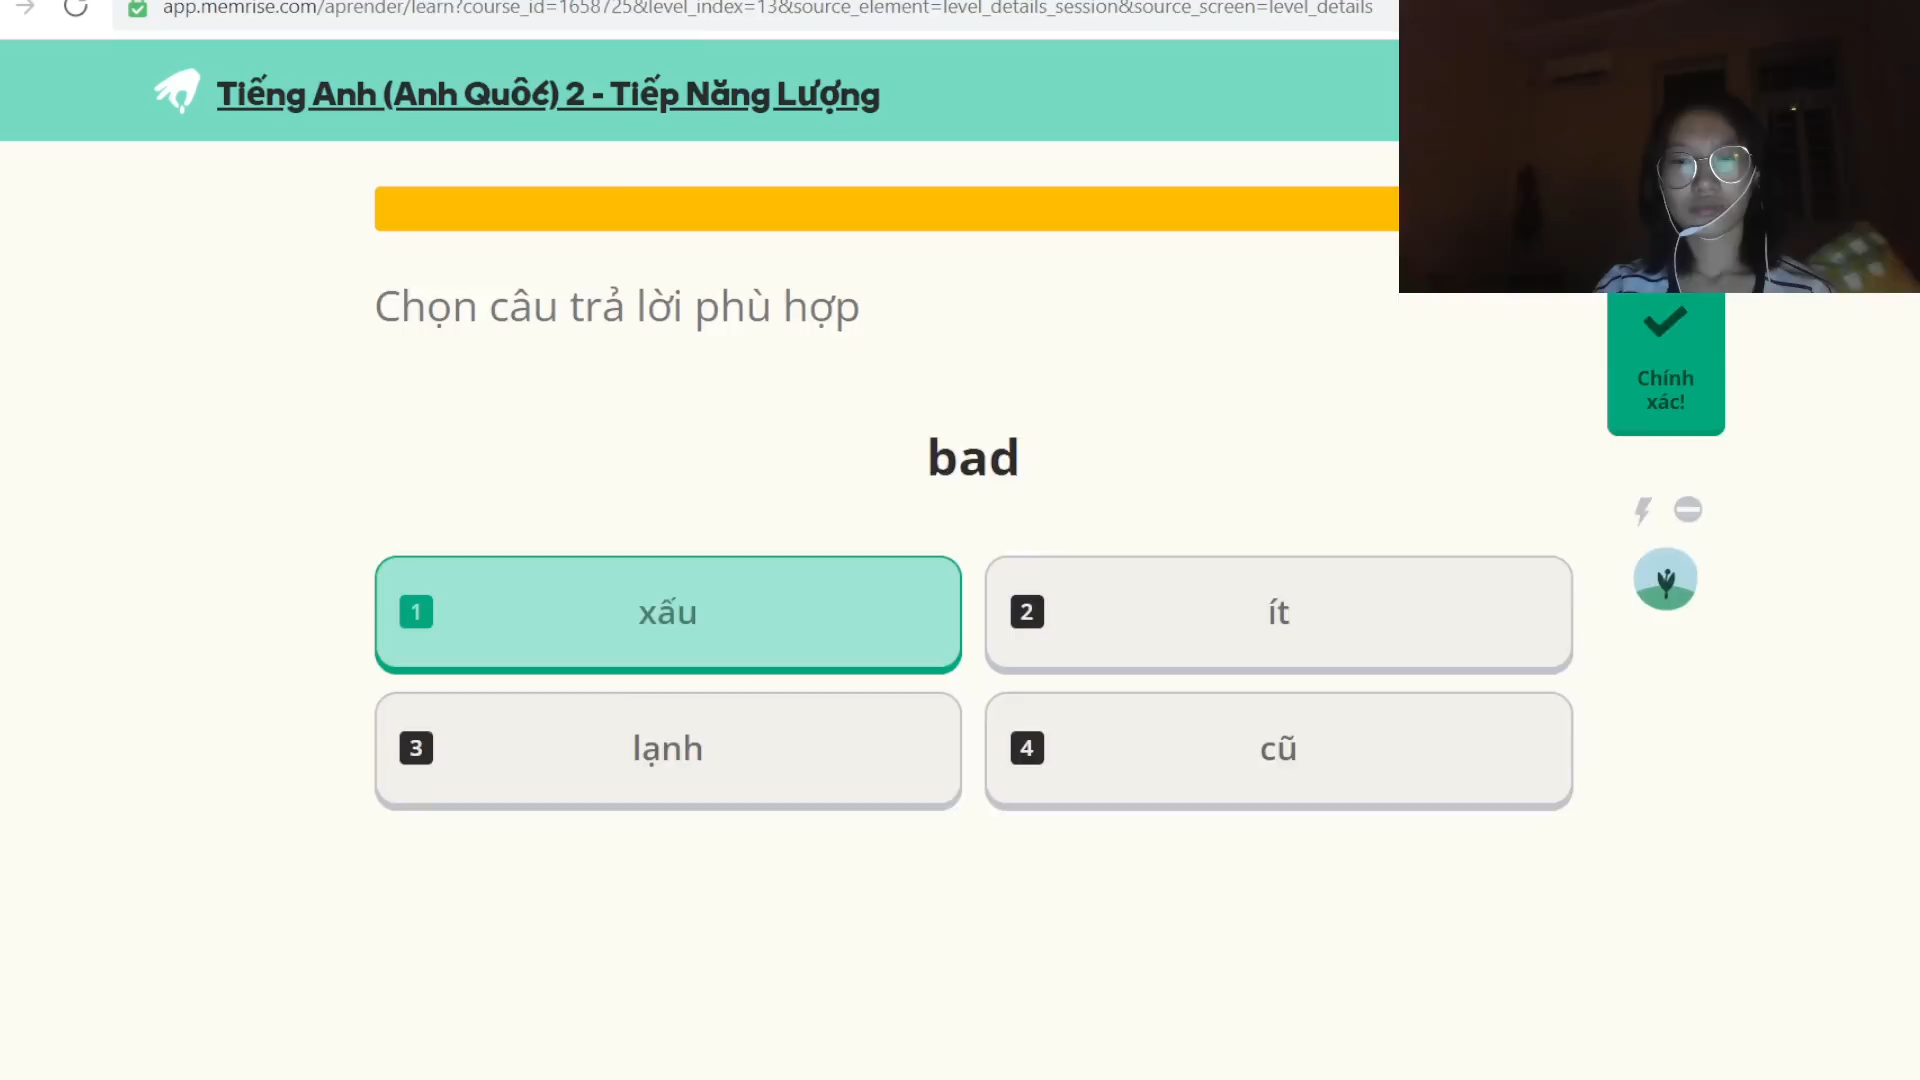 app.memrise.com/aprender/learn?course_id=1658725&level_index=13&source_element=level_details_session&source_screen=level_details
Tiếng Anh (Anh Quốc) 2 - Tiếp Năng Lượng
Chọn câu trả lời phù hợp
Chính
xác!
bad
1 xấu
2 ít
3 lạnh
4 cũ